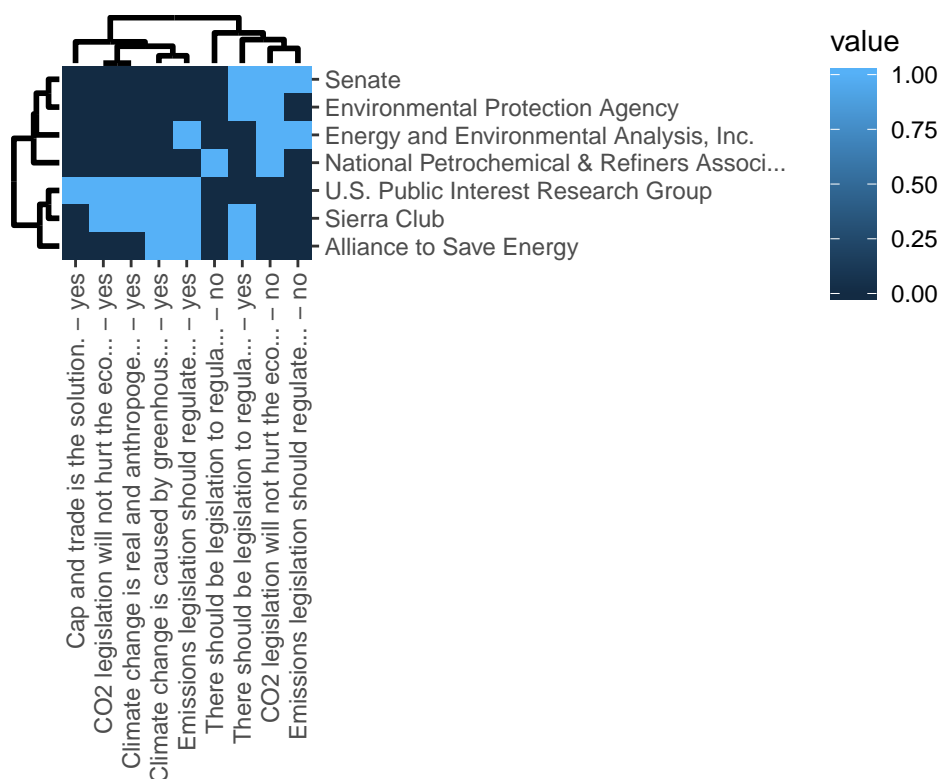 value
1.00
0.75
0.50
0.25
0.00
Senate
Environmental Protection Agency
Energy and Environmental Analysis, Inc.
National Petrochemical & Refiners Associ...
U.S. Public Interest Research Group
Sierra Club
Alliance to Save Energy
Cap and trade is the solution. – yes
CO2 legislation will not hurt the eco... – yes
Climate change is real and anthropoge... – yes
Climate change is caused by greenhous... – yes
Emissions legislation should regulate... – yes
There should be legislation to regula... – no
There should be legislation to regula... – yes
CO2 legislation will not hurt the eco... – no
Emissions legislation should regulate... – no